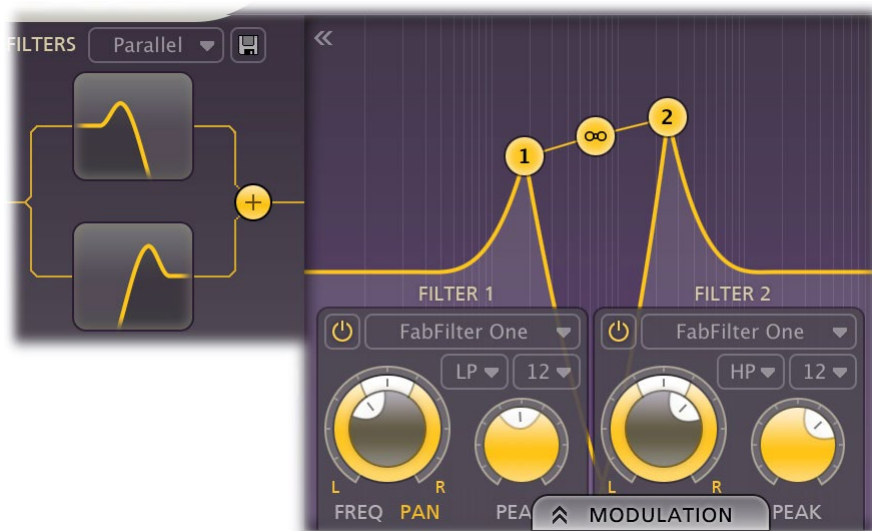 FILTERS Parallel
1
2
FILTER 1 FILTER 2
FabFilter One FabFilter One
LP 12 HP 12
L R L R
FREQ PAN PEAK
MODULATION